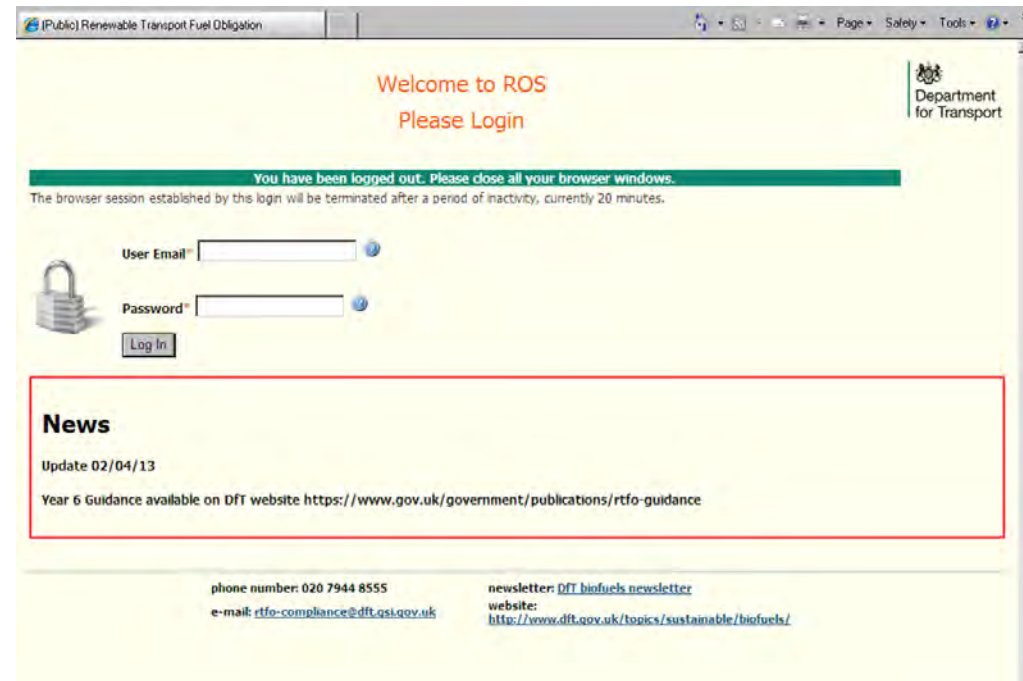 (Public) Renewable Transport Fuel Obligation
Page Safety Tools
Welcome to ROS
Please Login
Department
for Transport
You have been logged out. Please close all your browser windows.
The browser session established by this login will be terminated after a period of inactivity, currently 20 minutes.
User Email*
Password*
Log In
News
Update 02/04/13
Year 6 Guidance available on DfT website https://www.gov.uk/government/publications/rtfo-guidance
phone number: 020 7944 8555
newsletter: DfT biofuels newsletter
e-mail: rtfo-compliance@dft.gsi.gov.uk
website:
http://www.dft.gov.uk/topics/sustainable/biofuels/